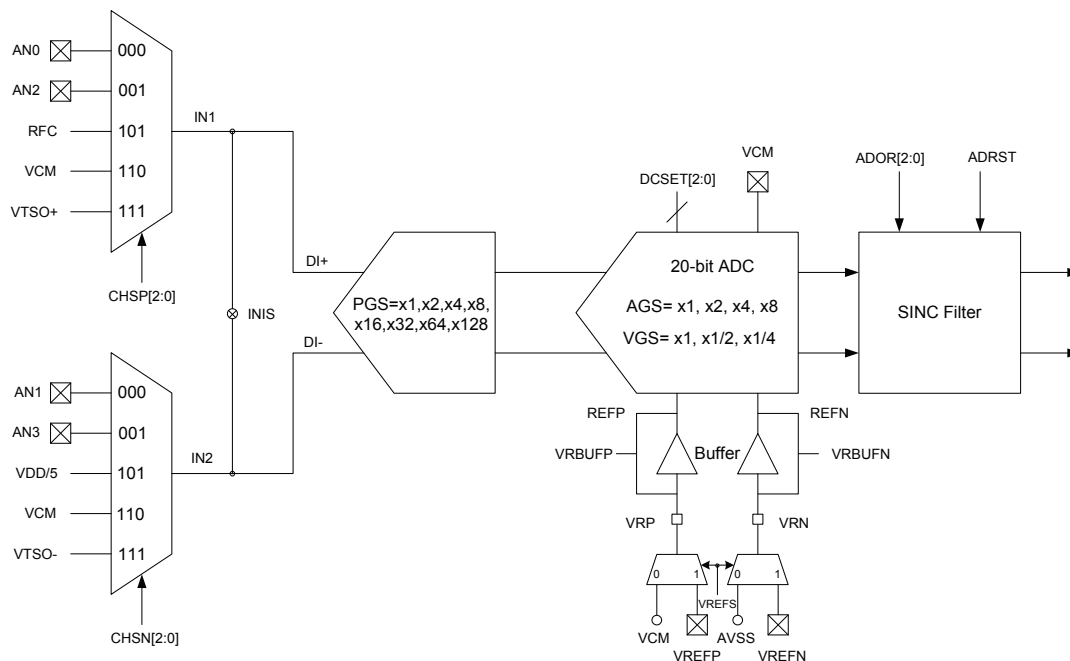 AN0
000
AN2
001
IN1
RFC
101
VCM
110
VTSO+
111
CHSP[2:0]
INIS
AN1
000
AN3
001
IN2
VDD/5
101
VCM
110
VTSO-
111
CHSN[2:0]
DI+
DI-
PGS=x1,x2,x4,x8,
x16,x32,x64,x128
DCSET[2:0]
VCM
20-bit ADC
AGS= x1, x2, x4, x8
VGS= x1, x1/2, x1/4
ADOR[2:0]
ADRST
SINC Filter
REFP
REFN
VRBUFP
Buffer
VRBUFN
VRP
VRN
0
1
0
1
VREFS
VCM
AVSS
VREFP
VREFN